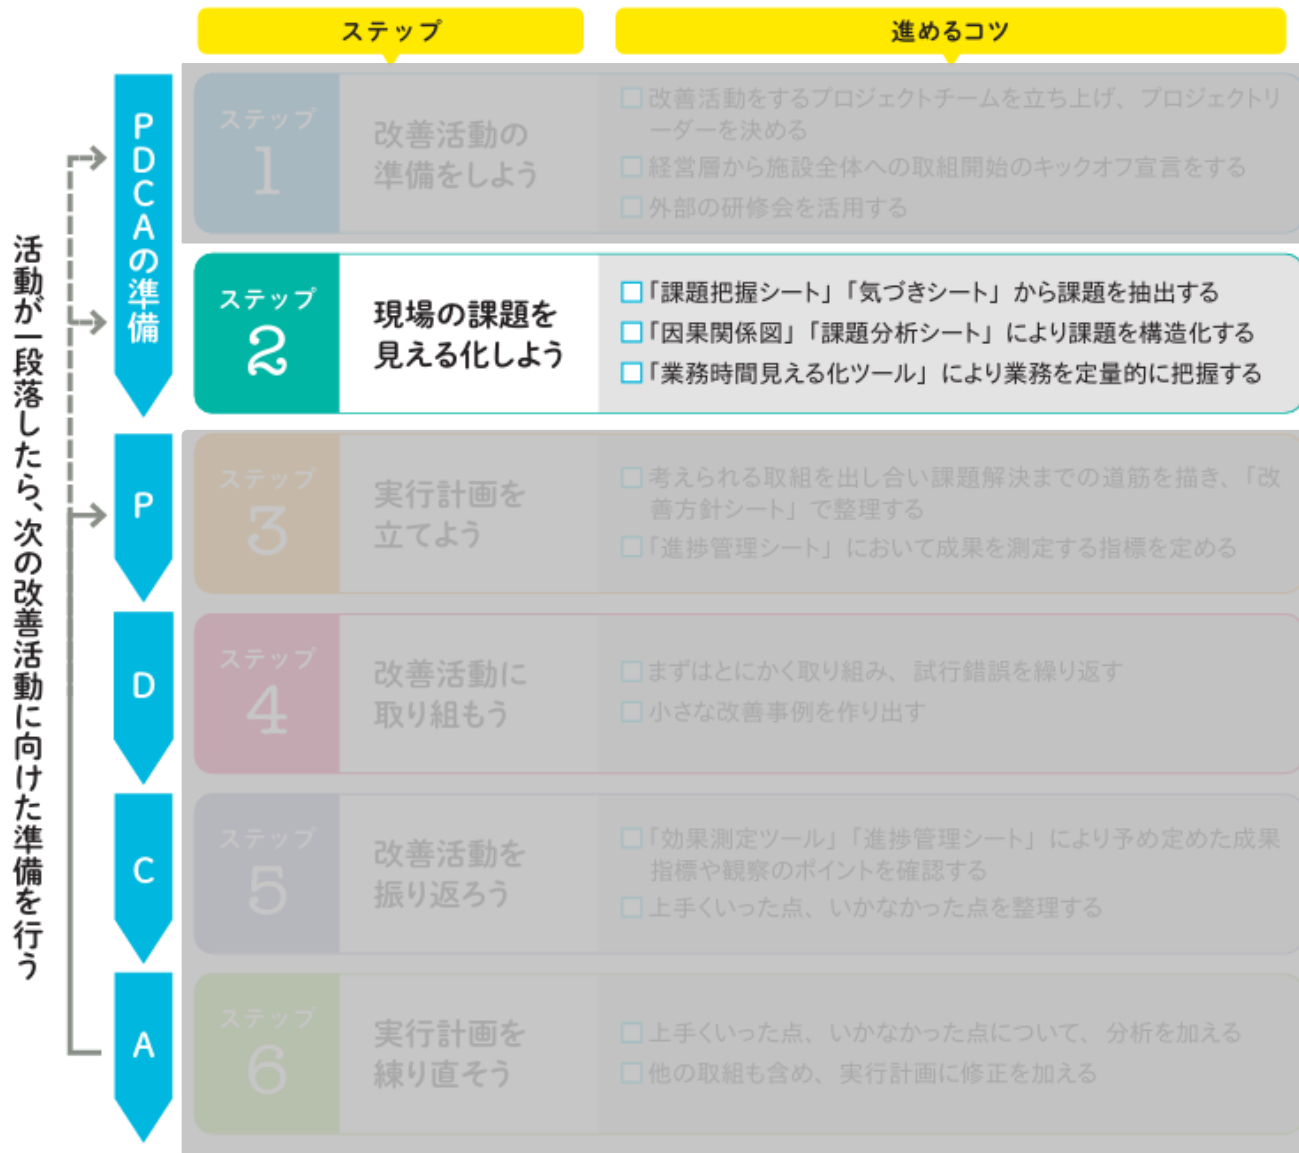 ステップ
進めるコツ
活動が一段落したら、次の改善活動に向けた準備を行う
PDCAの準備
ステップ
1
改善活動の
準備をしよう
□改善活動をするプロジェクトチームを立ち上げ、プロジェクトリ
ーダーを決める
□経営層から施設全体への取組開始のキックオフ宣言をする
□外部の研修会を活用する
ステップ
2
現場の課題を
見える化しよう
□「課題把握シート」「気づきシート」から課題を抽出する
□「因果関係図」「課題分析シート」により課題を構造化する
□「業務時間見える化ツール」により業務を定量的に把握する
P
ステップ
3
実行計画を
立てよう
□考えられる取組を出し合い課題解決までの道筋を描き、「改
善方針シート」で整理する
□「進捗管理シート」において成果を測定する指標を定める
D
ステップ
4
改善活動に
取り組もう
□まずはとにかく取り組み、試行錯誤を繰り返す
□小さな改善事例を作り出す
C
ステップ
5
改善活動を
振り返ろう
□「効果測定ツール」「進捗管理シート」により予め定めた成果
指標や観察のポイントを確認する
□上手くいった点、いかなかった点を整理する
A
ステップ
6
実行計画を
練り直そう
□上手くいった点、いかなかった点について、分析を加える
□他の取組も含め、実行計画に修正を加える